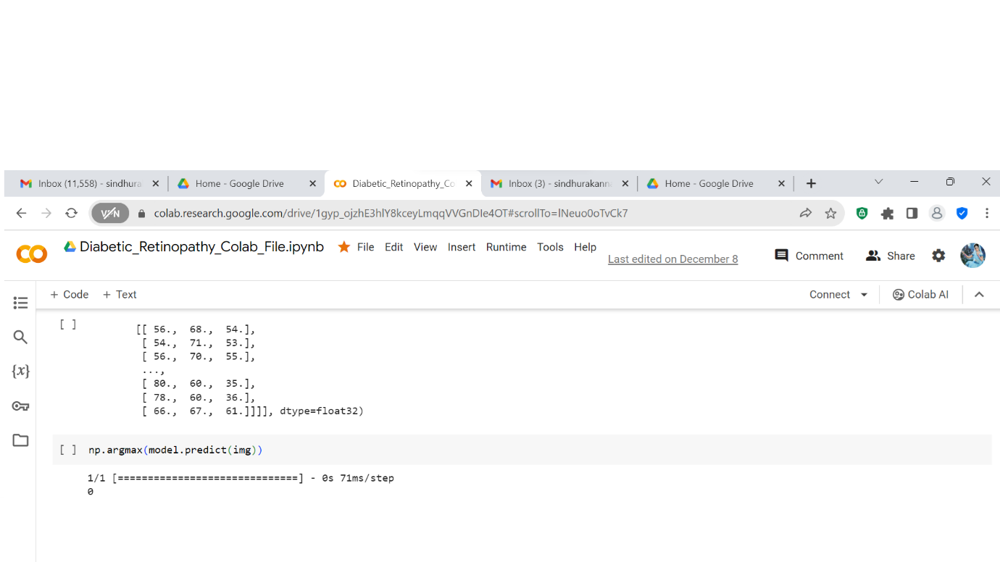 Inbox (11,558) - sindhura
Home - Google Drive
Diabetic_Retinopathy_Co
Inbox (3) - sindhurakann
Home - Google Drive
VPN
colab.research.google.com/drive/1gyp_ojzhE3hlY8kceyLmqqVVGnDIe4OT#scrollTo=lNeuo0oTvCk7
CO
Diabetic_Retinopathy_Colab_File.ipynb
File Edit View Insert Runtime Tools Help
Last edited on December 8
Comment
Share
+ Code + Text
Connect
Colab AI
{x}
[ ]
[[ 56., 68., 54.],
[ 54., 71., 53.],
[ 56., 70., 55.],
...,
[ 80., 60., 35.],
[ 78., 60., 36.],
[ 66., 67., 61.]]]], dtype=float32)
[ ] np.argmax(model.predict(img))
1/1 [==============================] - 0s 71ms/step
0